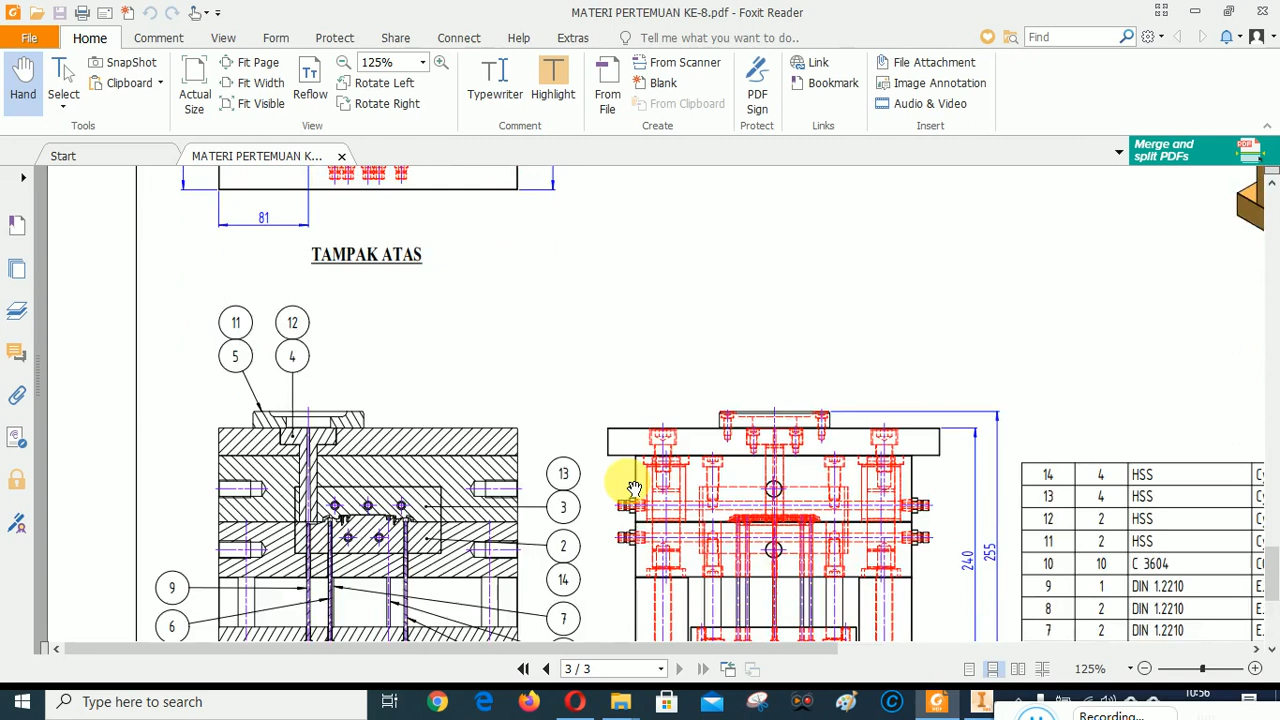 MATERI PERTEMUAN KE-8.pdf - Foxit Reader
File Home Comment View Form Protect Share Connect Help Extras Tell me what you want to do.. Find
Hand
Select
SnapShot
Clipboard
Actual Size
Fit Page
Fit Width
Fit Visible
Reflow
125%
Rotate Left
Rotate Right
Typewriter
Highlight
From File
From Scanner
Blank
From Clipboard
PDF Sign
Link
Bookmark
File Attachment
Image Annotation
Audio & Video
Tools View Comment Create Protect Links Insert
Start MATERI PERTEMUAN K...
Merge and
split PDFs
81
TAMPAK ATAS
11 12
5 4
13
3
2
14
9
7
6
240
255
14 4 HSS
13 4 HSS
12 2 HSS
11 2 HSS
10 10 C 3604
9 1 DIN 1.2210
8 2 DIN 1.2210
7 2 DIN 1.2210
3 / 3 125%
Type here to search
10:56
Recording...